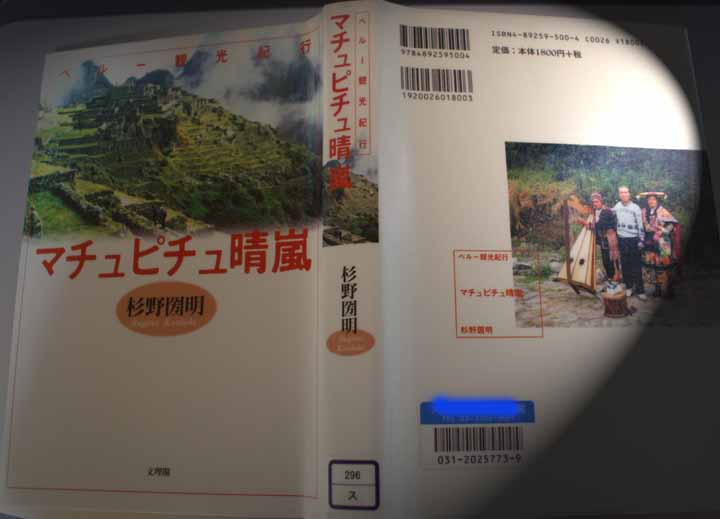 ペルー観光紀行
マチュピチュ晴嵐
杉野圀明
Sugino Kuniaki
文理閣
ペルー観光紀行
マチュピチュ晴嵐
杉野圀明
Sugino
Kuniaki
296
ス
9784892595004
1920026018003
ISBN4-89259-500-4 C0026 ¥1800E
定価:本体1800円+税
ペルー観光紀行
マチュピチュ晴嵐
杉野圀明
031-2025773-9